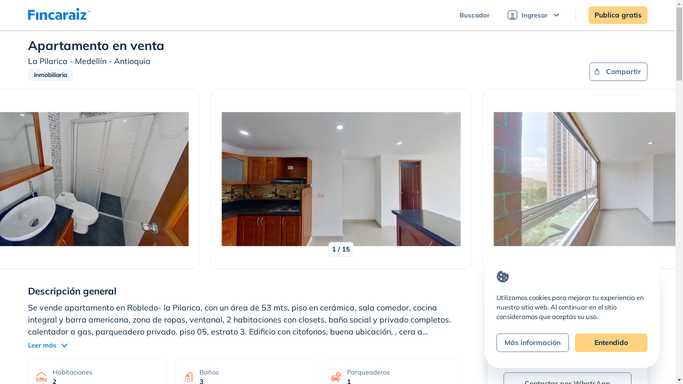 Fincaraiz
Buscador
Ingresar
Publica gratis
Apartamento en venta
La Pilarica - Medellín - Antioquia
Inmobiliaria
Compartir
1 / 15
Descripción general
Se vende apartamento en Robledo- la Pilarica, con un área de 53 mts, piso en cerámica, sala comedor, cocina
integral y barra americana, zona de ropas, ventanal, 2 habitaciones con closets, baño social y privado completos.
calentador a gas, parqueadero privado. piso 05, estrato 3. Edificio con citofonos, buena ubicación, , cera a...
Leer más
Habitaciones
2
Baños
3
Parqueaderos
1
Utilizamos cookies para mejorar tu experiencia en
nuestro sitio web. Al continuar en el sitio
consideramos que aceptas su uso.
Más información
Entendido
Contactar por WhatsApp